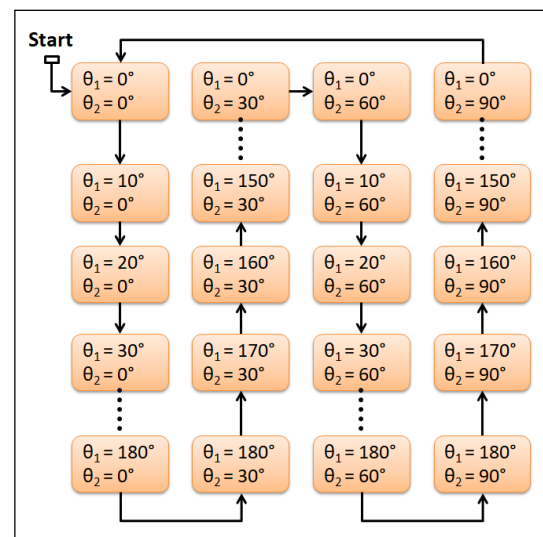 Start
θ₁ = 0°
θ₂ = 0°
θ₁ = 0°
θ₂ = 30°
θ₁ = 0°
θ₂ = 60°
θ₁ = 0°
θ₂ = 90°
θ₁ = 10°
θ₂ = 0°
θ₁ = 150°
θ₂ = 30°
θ₁ = 10°
θ₂ = 60°
θ₁ = 150°
θ₂ = 90°
θ₁ = 20°
θ₂ = 0°
θ₁ = 160°
θ₂ = 30°
θ₁ = 20°
θ₂ = 60°
θ₁ = 160°
θ₂ = 90°
θ₁ = 30°
θ₂ = 0°
θ₁ = 170°
θ₂ = 30°
θ₁ = 30°
θ₂ = 60°
θ₁ = 170°
θ₂ = 90°
θ₁ = 180°
θ₂ = 0°
θ₁ = 180°
θ₂ = 30°
θ₁ = 180°
θ₂ = 60°
θ₁ = 180°
θ₂ = 90°